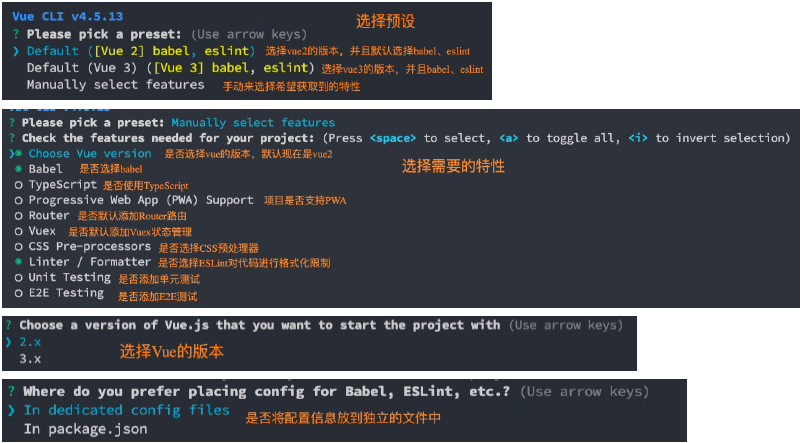 Vue CLI v4.5.13
选择预设
? Please pick a preset: (Use arrow keys)
❯ Default ([Vue 2] babel, eslint) 选择vue2的版本，并且默认选择babel、eslint
Default (Vue 3) ([Vue 3] babel, eslint) 选择vue3的版本，并且babel、eslint
Manually select features 手动来选择希望获取到的特性
? Please pick a preset: Manually select features
? Check the features needed for your project: (Press <space> to select, <a> to toggle all, <i> to invert selection)
❯◉ Choose Vue version 是否选择vue的版本，默认现在是vue2
选择需要的特性
◉ Babel 是否选择babel
○ TypeScript 是否使用TypeScript
○ Progressive Web App (PWA) Support 项目是否支持PWA
○ Router 是否默认添加Router路由
○ Vuex 是否默认添加Vuex状态管理
○ CSS Pre-processors 是否选择CSS预处理器
◉ Linter / Formatter 是否选择ESLint对代码进行格式化限制
○ Unit Testing 是否添加单元测试
○ E2E Testing 是否添加E2E测试
? Choose a version of Vue.js that you want to start the project with (Use arrow keys)
❯ 2.x
选择Vue的版本
3.x
? Where do you prefer placing config for Babel, ESLint, etc.? (Use arrow keys)
❯ In dedicated config files 是否将配置信息放到独立的文件中
In package.json